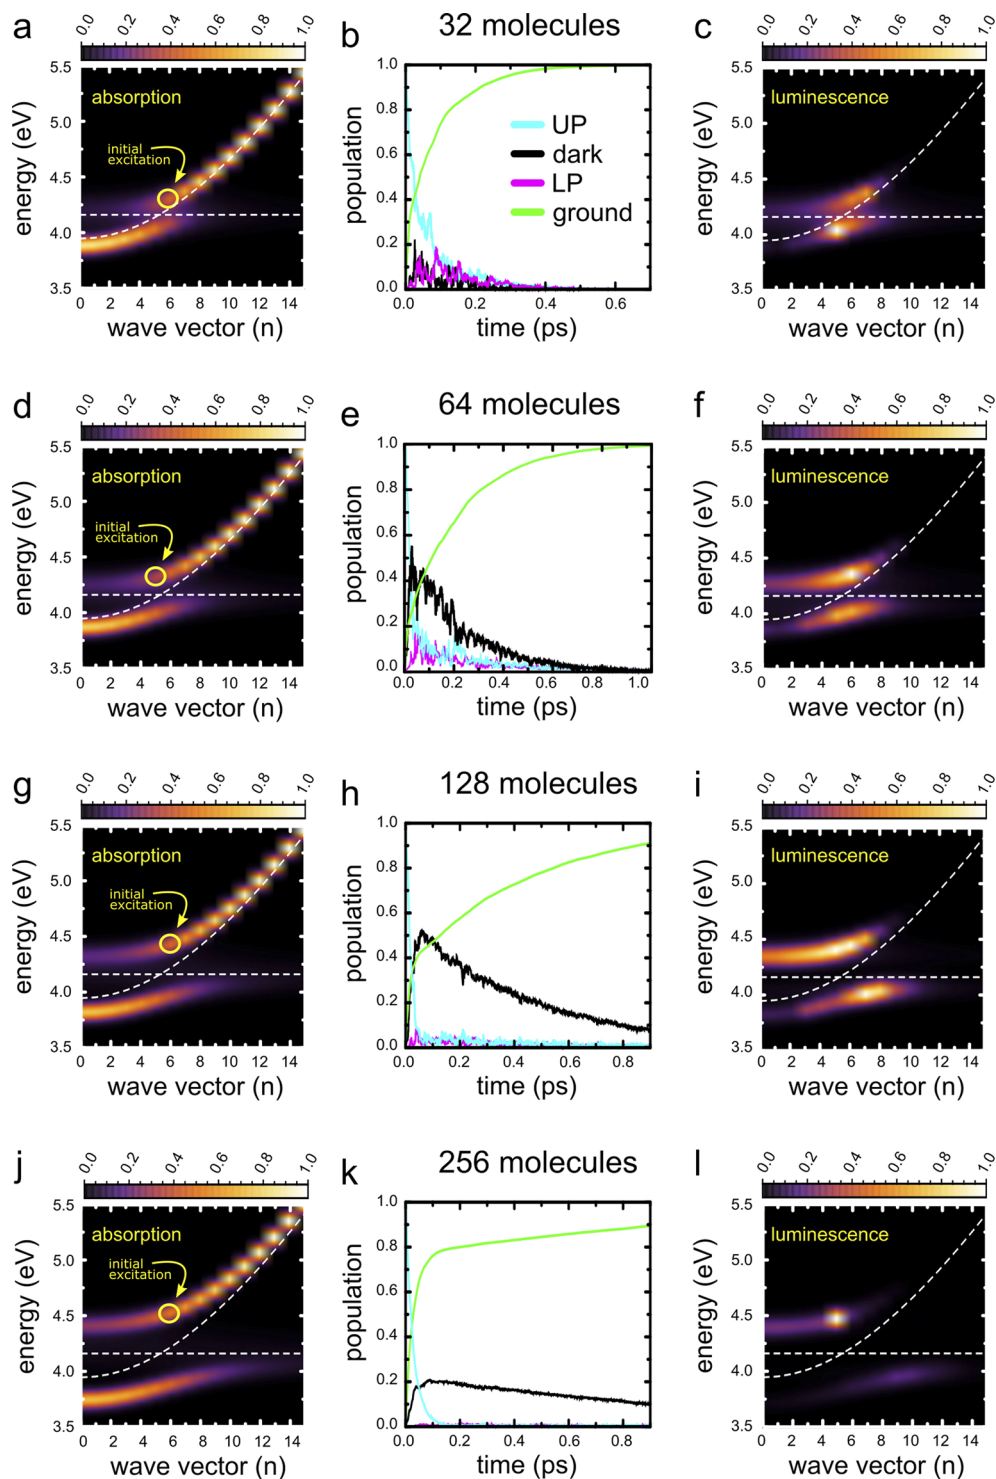 a
0.0 0.2 0.4 0.6 0.8 1.0
absorption
initial
excitation
energy (eV)
5.5
5.0
4.5
4.0
3.5
0 2 4 6 8 10 12 14
wave vector (n)
b
32 molecules
UP
dark
LP
ground
population
1.0
0.8
0.6
0.4
0.2
0.0
0.0 0.2 0.4 0.6
time (ps)
c
0.0 0.2 0.4 0.6 0.8 1.0
luminescence
energy (eV)
5.5
5.0
4.5
4.0
3.5
0 2 4 6 8 10 12 14
wave vector (n)
d
0.0 0.2 0.4 0.6 0.8 1.0
absorption
initial
excitation
energy (eV)
5.5
5.0
4.5
4.0
3.5
0 2 4 6 8 10 12 14
wave vector (n)
e
64 molecules
population
1.0
0.8
0.6
0.4
0.2
0.0
0.0 0.2 0.4 0.6 0.8 1.0
time (ps)
f
0.0 0.2 0.4 0.6 0.8 1.0
luminescence
energy (eV)
5.5
5.0
4.5
4.0
3.5
0 2 4 6 8 10 12 14
wave vector (n)
g
0.0 0.2 0.4 0.6 0.8 1.0
absorption
initial
excitation
energy (eV)
5.5
5.0
4.5
4.0
3.5
0 2 4 6 8 10 12 14
wave vector (n)
h
128 molecules
population
1.0
0.8
0.6
0.4
0.2
0.0
0.0 0.2 0.4 0.6 0.8
time (ps)
i
0.0 0.2 0.4 0.6 0.8 1.0
luminescence
energy (eV)
5.5
5.0
4.5
4.0
3.5
0 2 4 6 8 10 12 14
wave vector (n)
j
0.0 0.2 0.4 0.6 0.8 1.0
absorption
initial
excitation
energy (eV)
5.5
5.0
4.5
4.0
3.5
0 2 4 6 8 10 12 14
wave vector (n)
k
256 molecules
population
1.0
0.8
0.6
0.4
0.2
0.0
0.0 0.2 0.4 0.6 0.8
time (ps)
l
0.0 0.2 0.4 0.6 0.8 1.0
luminescence
energy (eV)
5.5
5.0
4.5
4.0
3.5
0 2 4 6 8 10 12 14
wave vector (n)